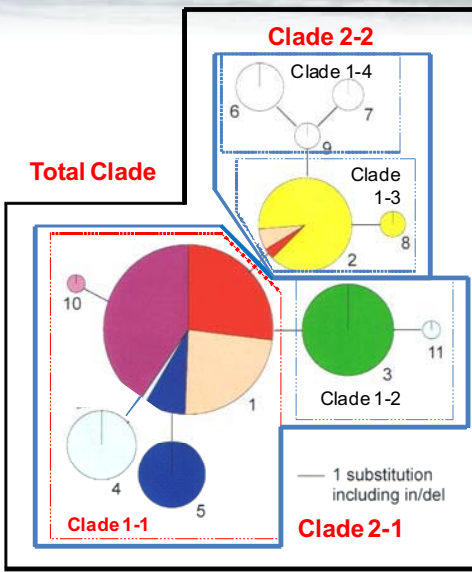 Clade 2-2
Clade 1-4
6
7
9
Total Clade
Clade
1-3
8
2
10
3
11
1
Clade 1-2
4
5
1 substitution
including in/del
Clade 1-1
Clade 2-1